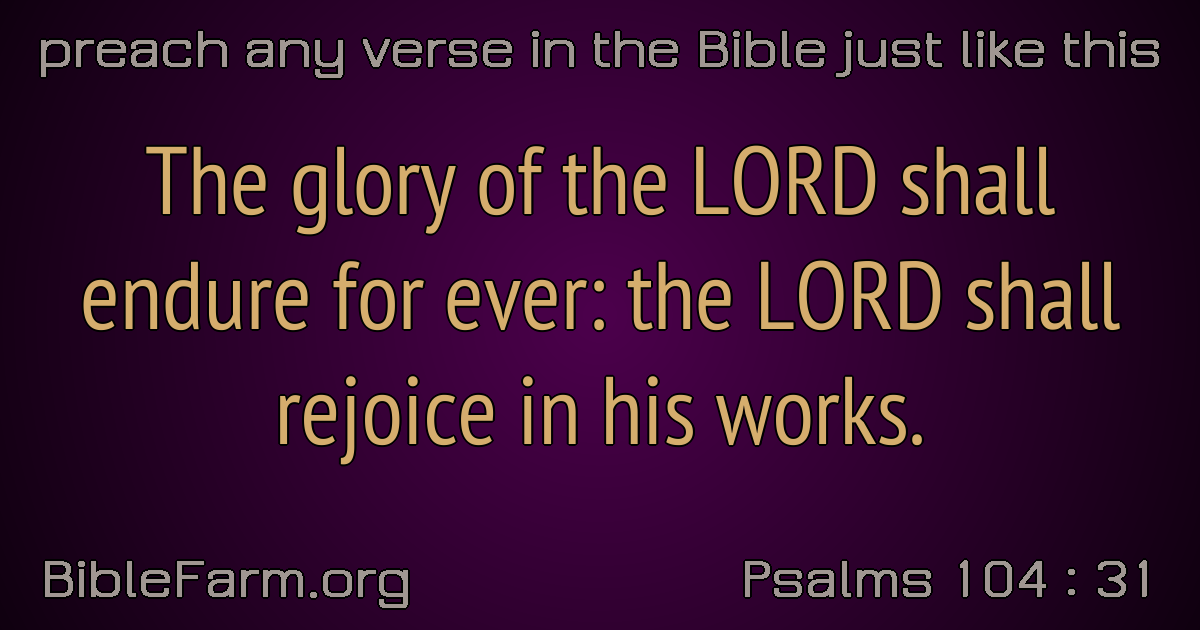 preach any verse in the Bible just like this
The glory of the LORD shall
endure for ever: the LORD shall
rejoice in his works.
BibleFarm.org
Psalms 104 : 31